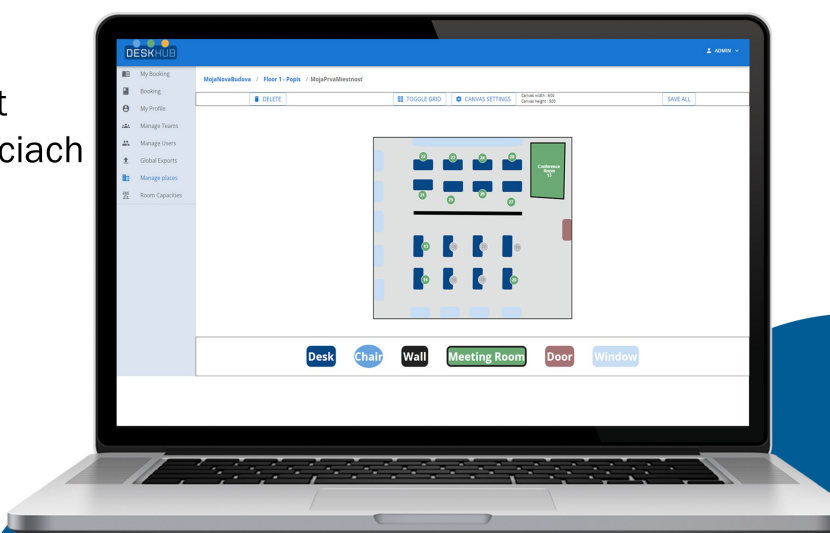 t
ciach
DESKHUB
ADMIN
My Booking
Booking
My Profile
Manage Teams
Manage Users
Global Exports
Manage places
Room Capacities
MojaNovaBudova / Floor 1 - Popis / MojaPrvaMiestnosť
DELETE
TOGGLE GRID
CANVAS SETTINGS
Canvas width : 600
Canvas height : 500
SAVE ALL
Conference
Room
Desk
Chair
Wall
Meeting Room
Door
Window